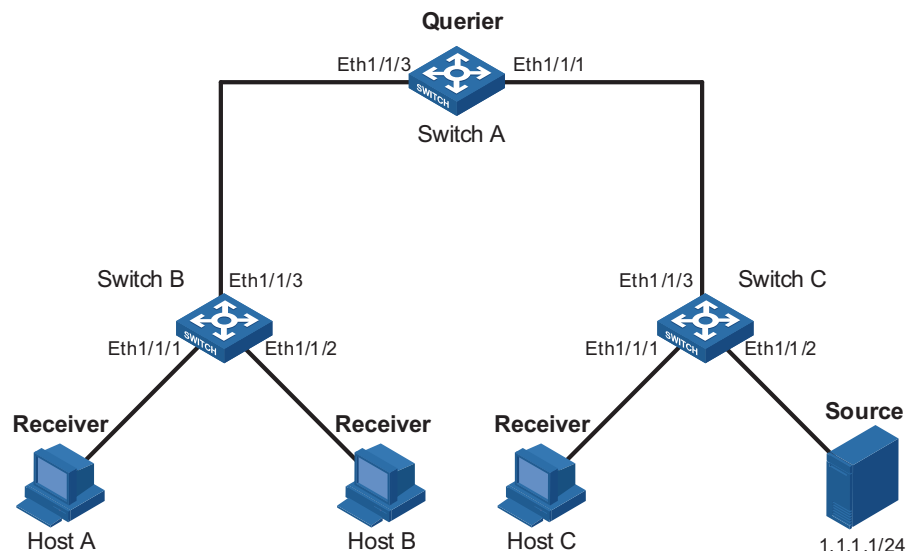 Querier
Eth1/1/3
Eth1/1/1
SWITCH
Switch A
Switch B
Eth1/1/3
Eth1/1/3
Switch C
SWITCH
SWITCH
Eth1/1/1
Eth1/1/2
Eth1/1/1
Eth1/1/2
Receiver
Receiver
Receiver
Source
Host A
Host B
Host C
1.1.1.1/24